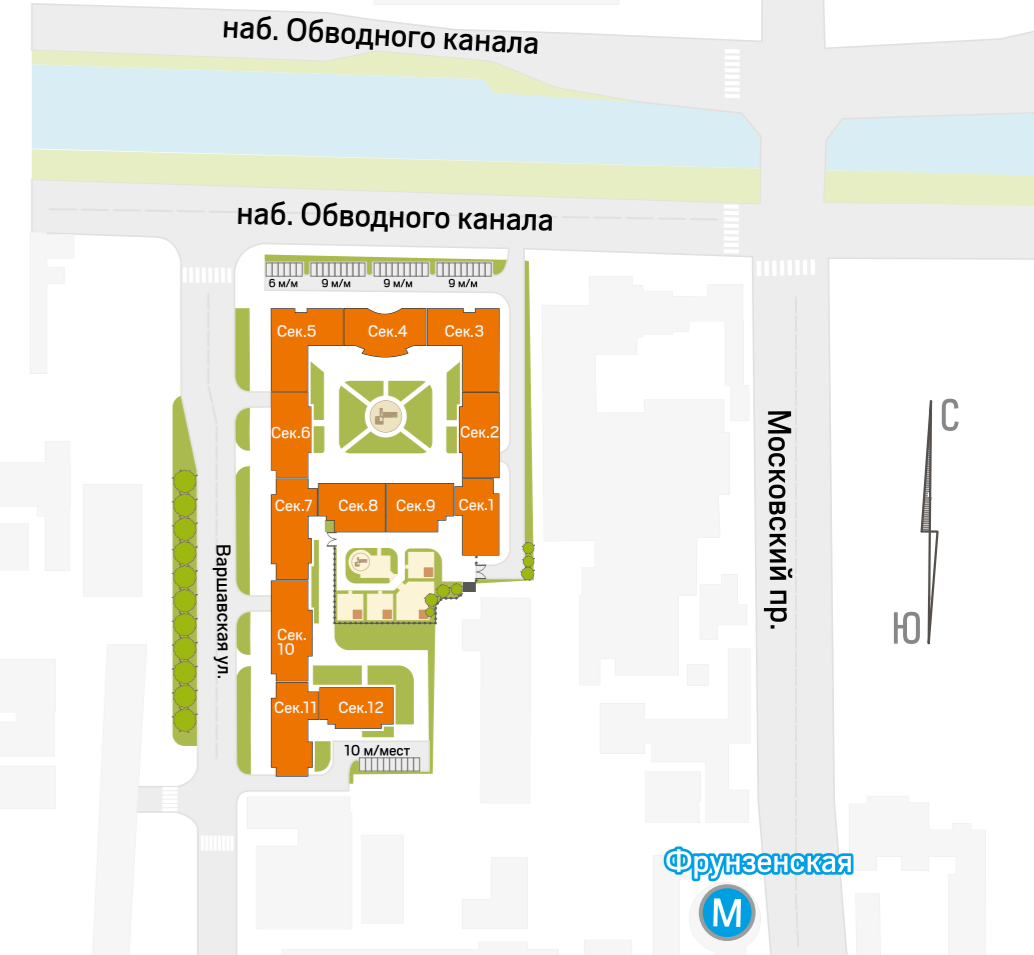 наб. Обводного канала
наб. Обводного канала
6 м/м
9 м/м
9 м/м
9 м/м
Сек.5
Сек.4
Сек.3
Сек.6
Сек.2
Сек.7
Сек.8
Сек.9
Сек.1
Сек.
10
Сек.11
Сек.12
10 м/мест
Варшавская ул.
Московский пр.
С
Ю
Фрунзенская
М